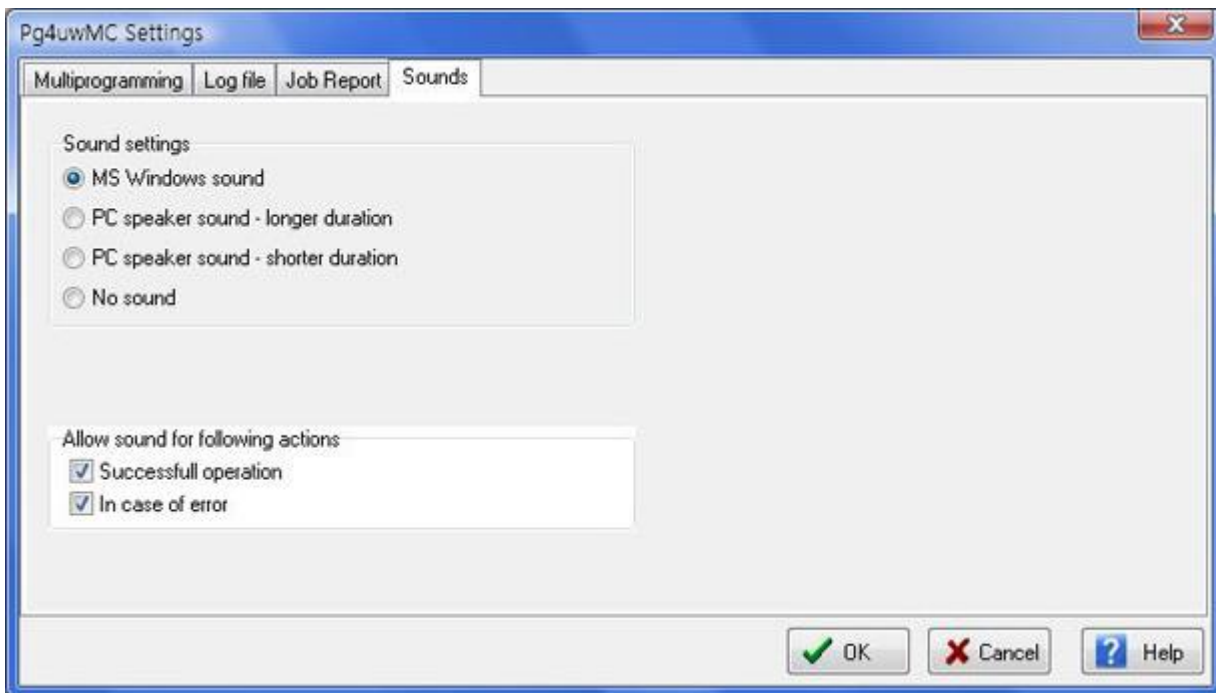 Pg4uwMC Settings
Multiprogramming Log file Job Report Sounds
Sound settings
MS Windows sound
PC speaker sound - longer duration
PC speaker sound - shorter duration
No sound
Allow sound for following actions
Successfull operation
In case of error
OK Cancel ? Help